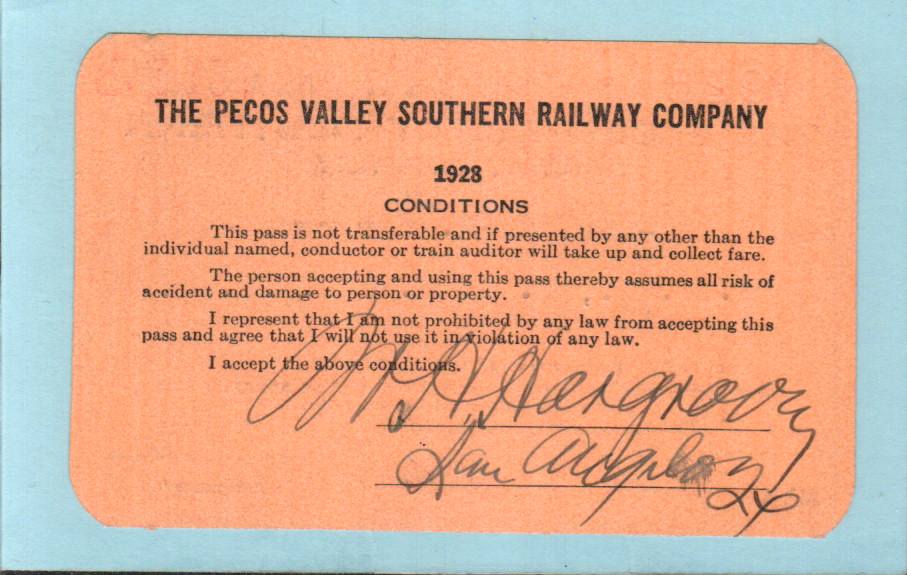 THE PECOS VALLEY SOUTHERN RAILWAY COMPANY
1928
CONDITIONS
This pass is not transferable and if presented by any other than the
individual named, conductor or train auditor will take up and collect fare.
The person accepting and using this pass thereby assumes all risk of
accident and damage to person or property.
I represent that I am not prohibited by any law from accepting this
pass and agree that I will not use it in violation of any law.
I accept the above conditions.
San Angelo